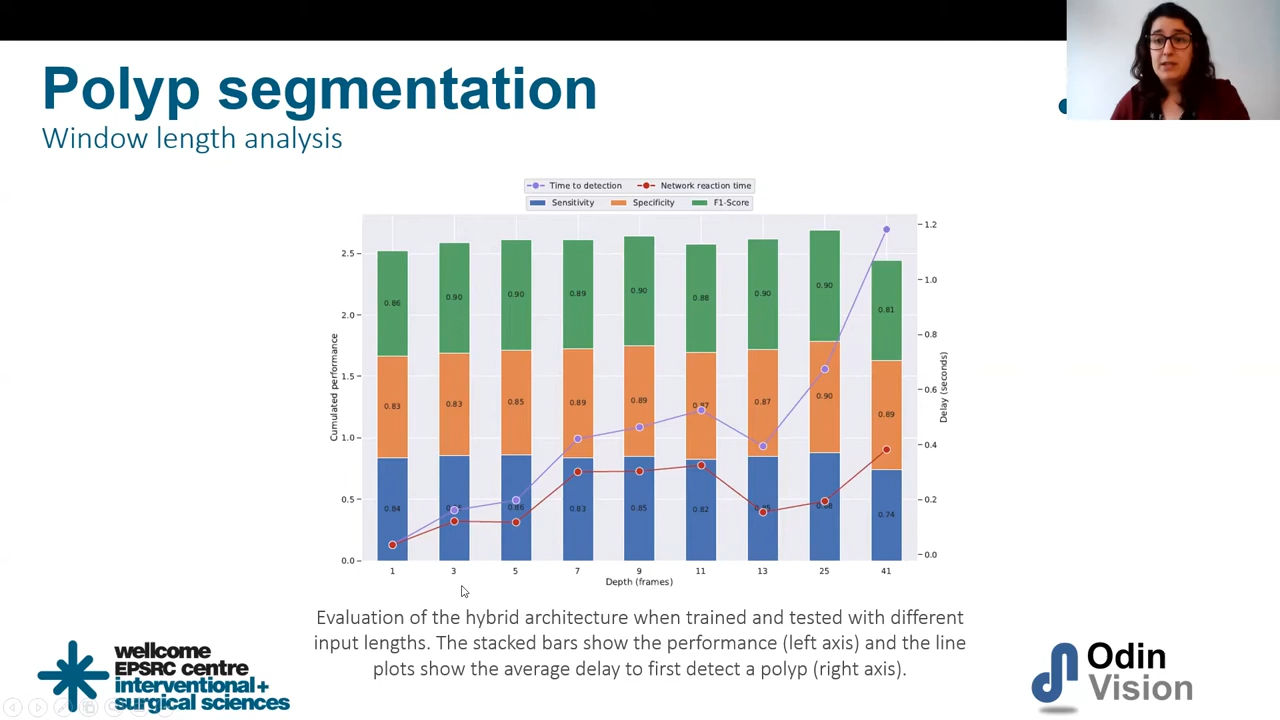 Polyp segmentation
Window length analysis
Time to detection Network reaction time
Sensitivity Specificity F1-Score
Cumulated performance
2.5
2.0
1.5
1.0
0.5
0.0
1.2
1.0
0.8
0.6
0.4
0.2
0.0
Delay (seconds)
0.86 0.90 0.90 0.89 0.90 0.88 0.90 0.90 0.81
0.83 0.83 0.85 0.89 0.89 0.87 0.87 0.90 0.89
0.84 0.86 0.83 0.85 0.82 0.88 0.74
1 3 5 7 9 11 13 25 41
Depth (frames)
Evaluation of the hybrid architecture when trained and tested with different
input lengths. The stacked bars show the performance (left axis) and the line
plots show the average delay to first detect a polyp (right axis).
wellcome
EPSRC centre
interventional+
surgical sciences
Odin
Vision